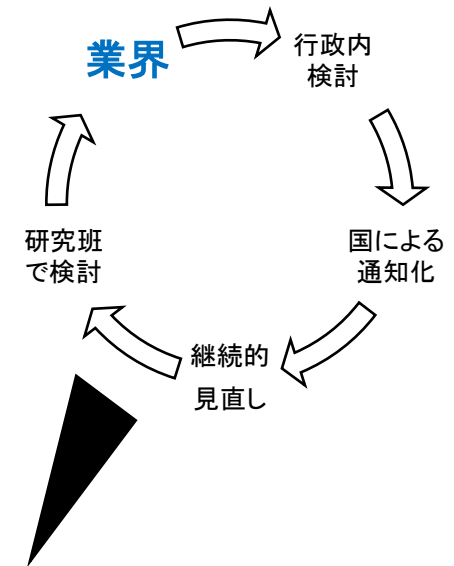 業界
行政内
検討
国による
通知化
継続的
見直し
研究班
で検討